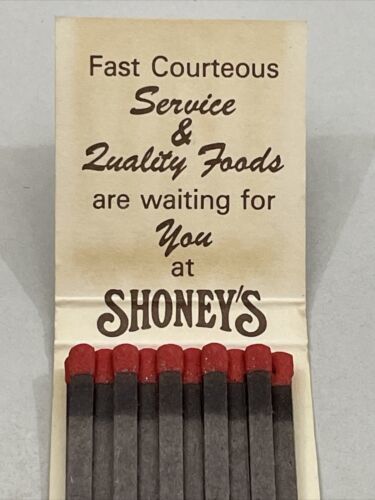 Fast Courteous
Service
&
Quality Foods
are waiting for
You
at
SHONEY'S